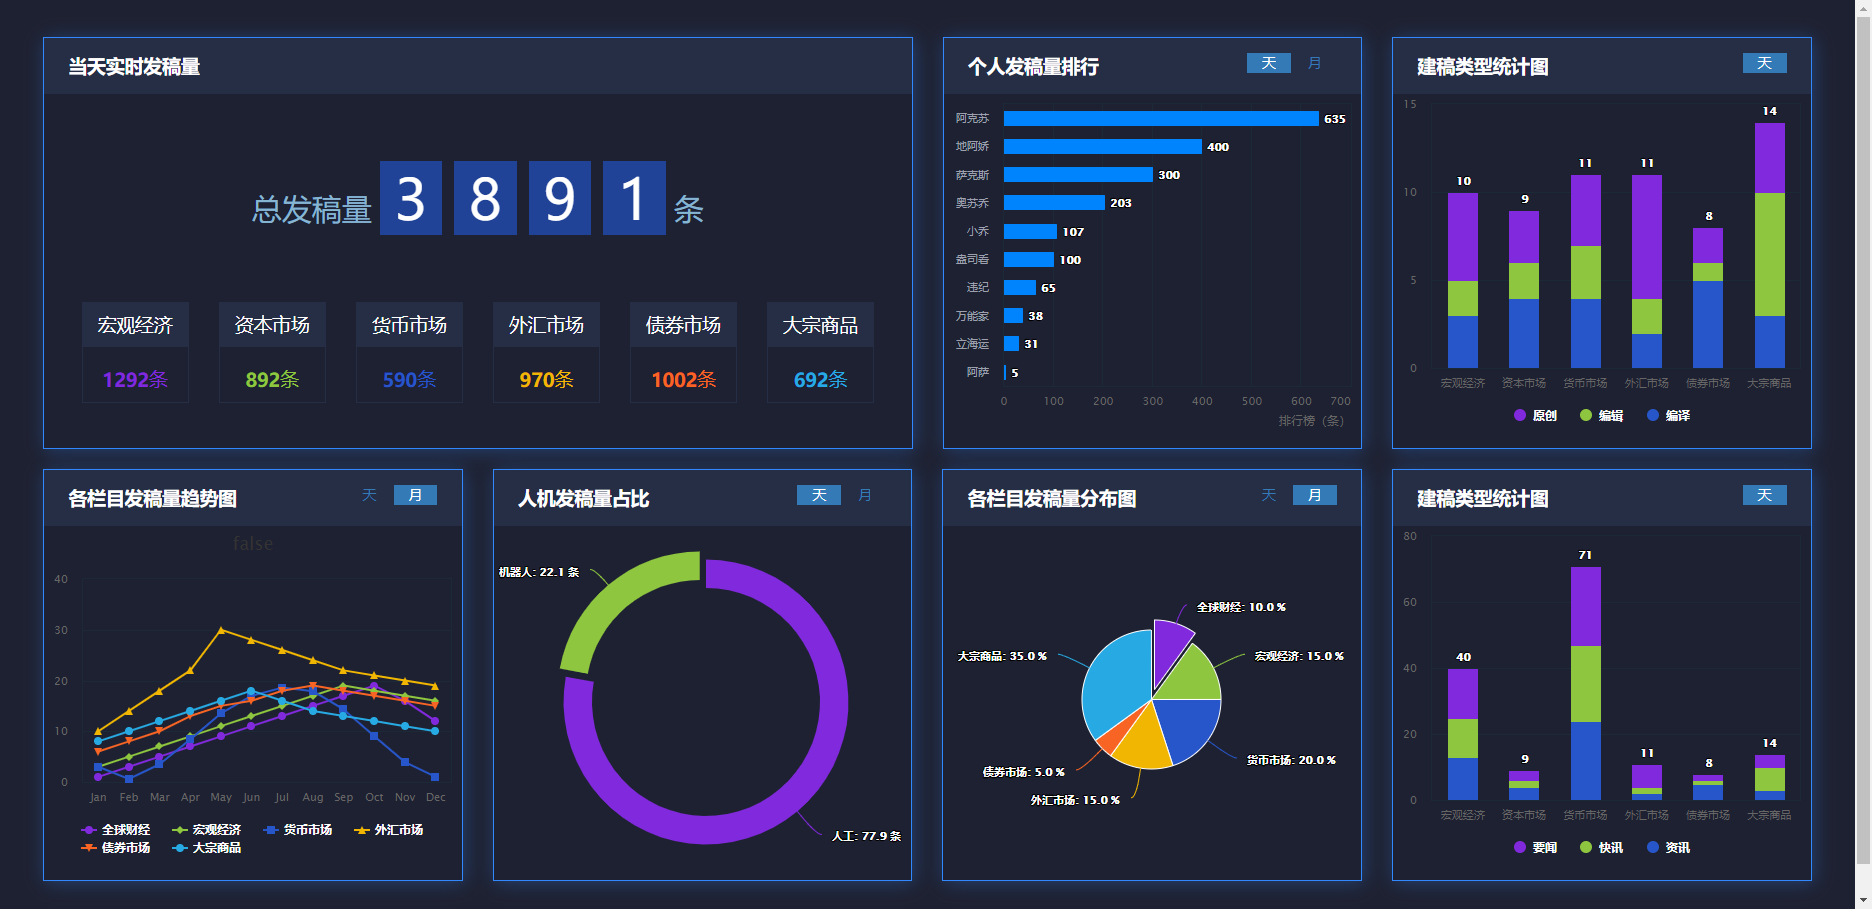 当天实时发稿量
总发稿量 3 8 9 1 条
宏观经济 资本市场 货币市场 外汇市场 债券市场 大宗商品
1292条 892条 590条 970条 1002条 692条
个人发稿量排行 天 月
阿克苏 635
地阿娇 400
萨克斯 300
奥苏乔 203
小乔 107
盎司香 100
违纪 65
万能家 38
立海运 31
阿萨 5
0 100 200 300 400 500 600 700
排行榜（条）
建稿类型统计图 天
15
10
5
0
10 9 11 11 8 14
宏观经济 资本市场 货币市场 外汇市场 债券市场 大宗商品
原创 编辑 编译
各栏目发稿量趋势图 天 月
false
40
30
20
10
0
Jan Feb Mar Apr May Jun Jul Aug Sep Oct Nov Dec
全球财经 宏观经济 货币市场 外汇市场
债券市场 大宗商品
人机发稿量占比 天 月
机器人: 22.1 条
人工: 77.9 条
各栏目发稿量分布图 天 月
全球财经: 10.0 %
大宗商品: 35.0 %
宏观经济: 15.0 %
货币市场: 20.0 %
债券市场: 5.0 %
外汇市场: 15.0 %
建稿类型统计图 天
80
60
40
20
0
40 9 71 11 8 14
宏观经济 资本市场 货币市场 外汇市场 债券市场 大宗商品
要闻 快讯 资讯